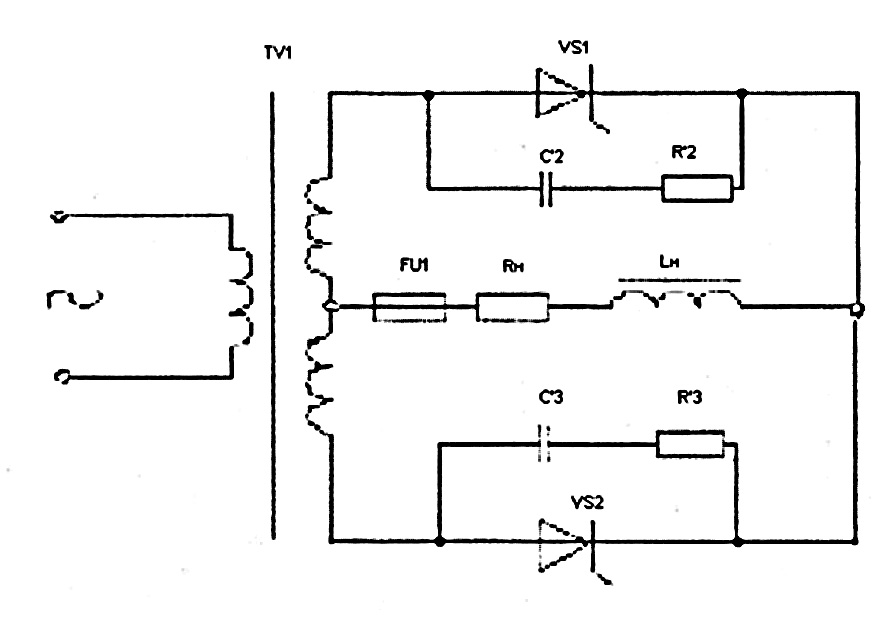 TV1
VS1
C'2
R'2
FU1
Rн
Lн
C'3
R'3
VS2